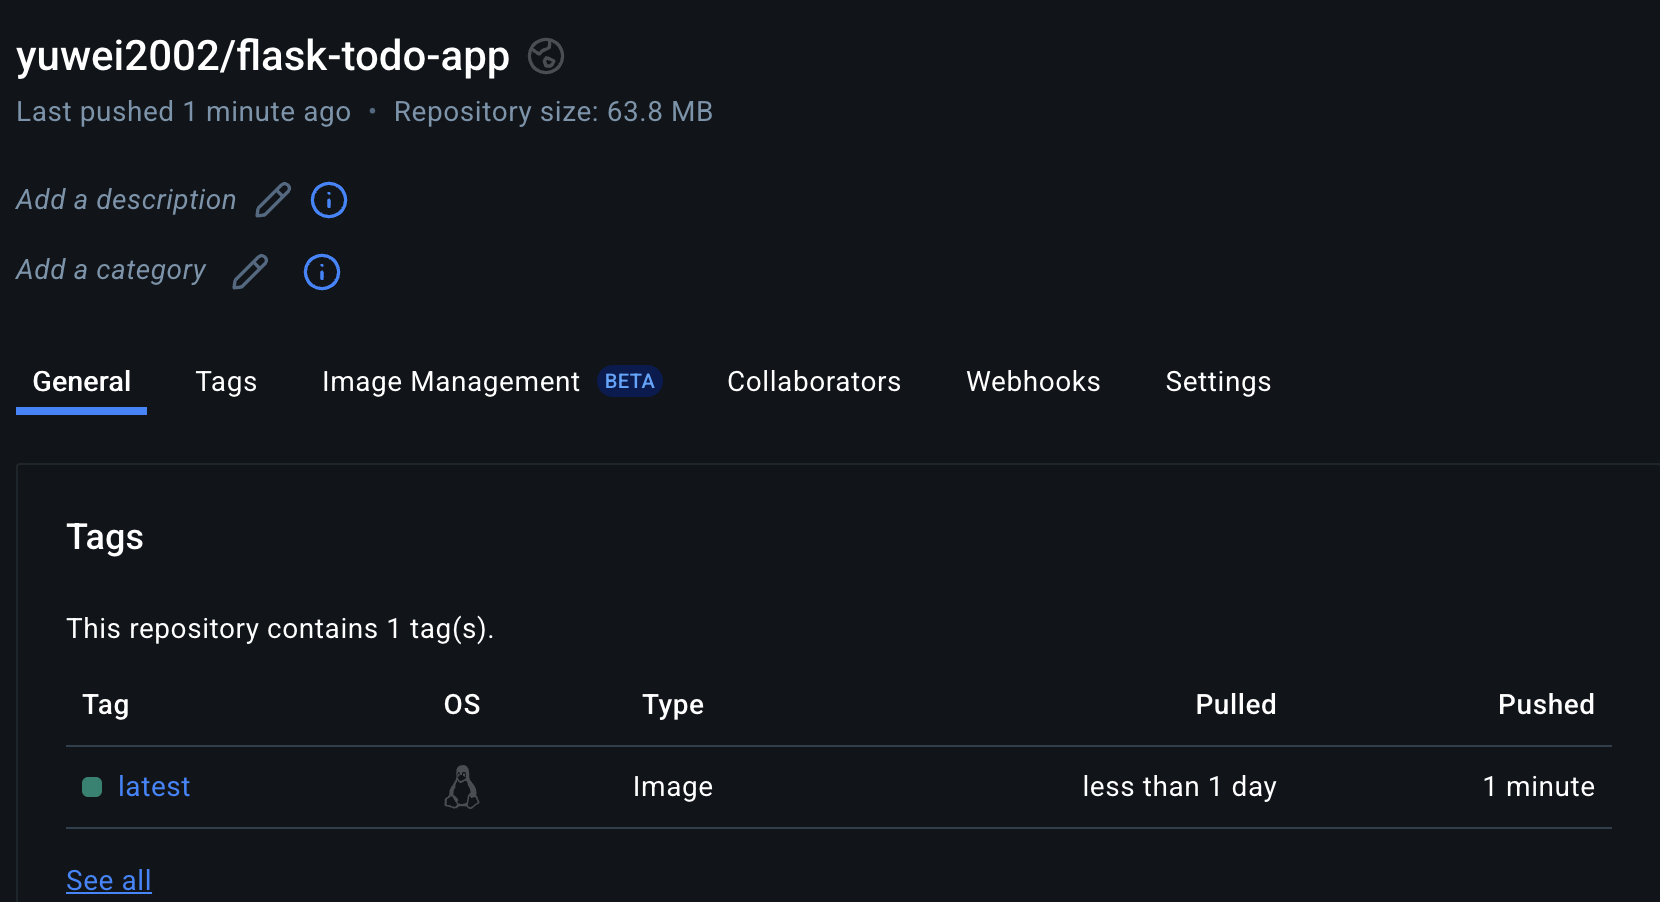 yuwei2002/flask-todo-app
Last pushed 1 minute ago • Repository size: 63.8 MB
Add a description
Add a category
General Tags Image Management BETA Collaborators Webhooks Settings
Tags
This repository contains 1 tag(s).
Tag OS Type Pulled Pushed
latest Image less than 1 day 1 minute
See all